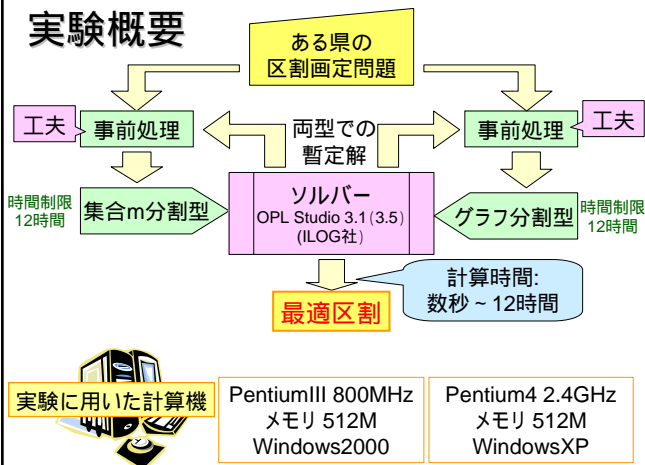 実験概要
ある県の
区割画定問題
工夫
事前処理
両型での
暫定解
事前処理
工夫
時間制限
12時間
集合m分割型
ソルバー
OPL Studio 3.1(3.5)
(ILOG社)
グラフ分割型
時間制限
12時間
計算時間:
数秒~12時間
最適区割
実験に用いた計算機
PentiumIII 800MHz
メモリ 512M
Windows2000
Pentium4 2.4GHz
メモリ 512M
WindowsXP